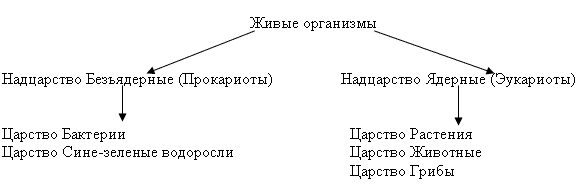 Живые организмы
Надцарство Безъядерные (Прокариоты)
Надцарство Ядерные (Эукариоты)
Царство Бактерии
Царство Сине-зеленые водоросли
Царство Растения
Царство Животные
Царство Грибы